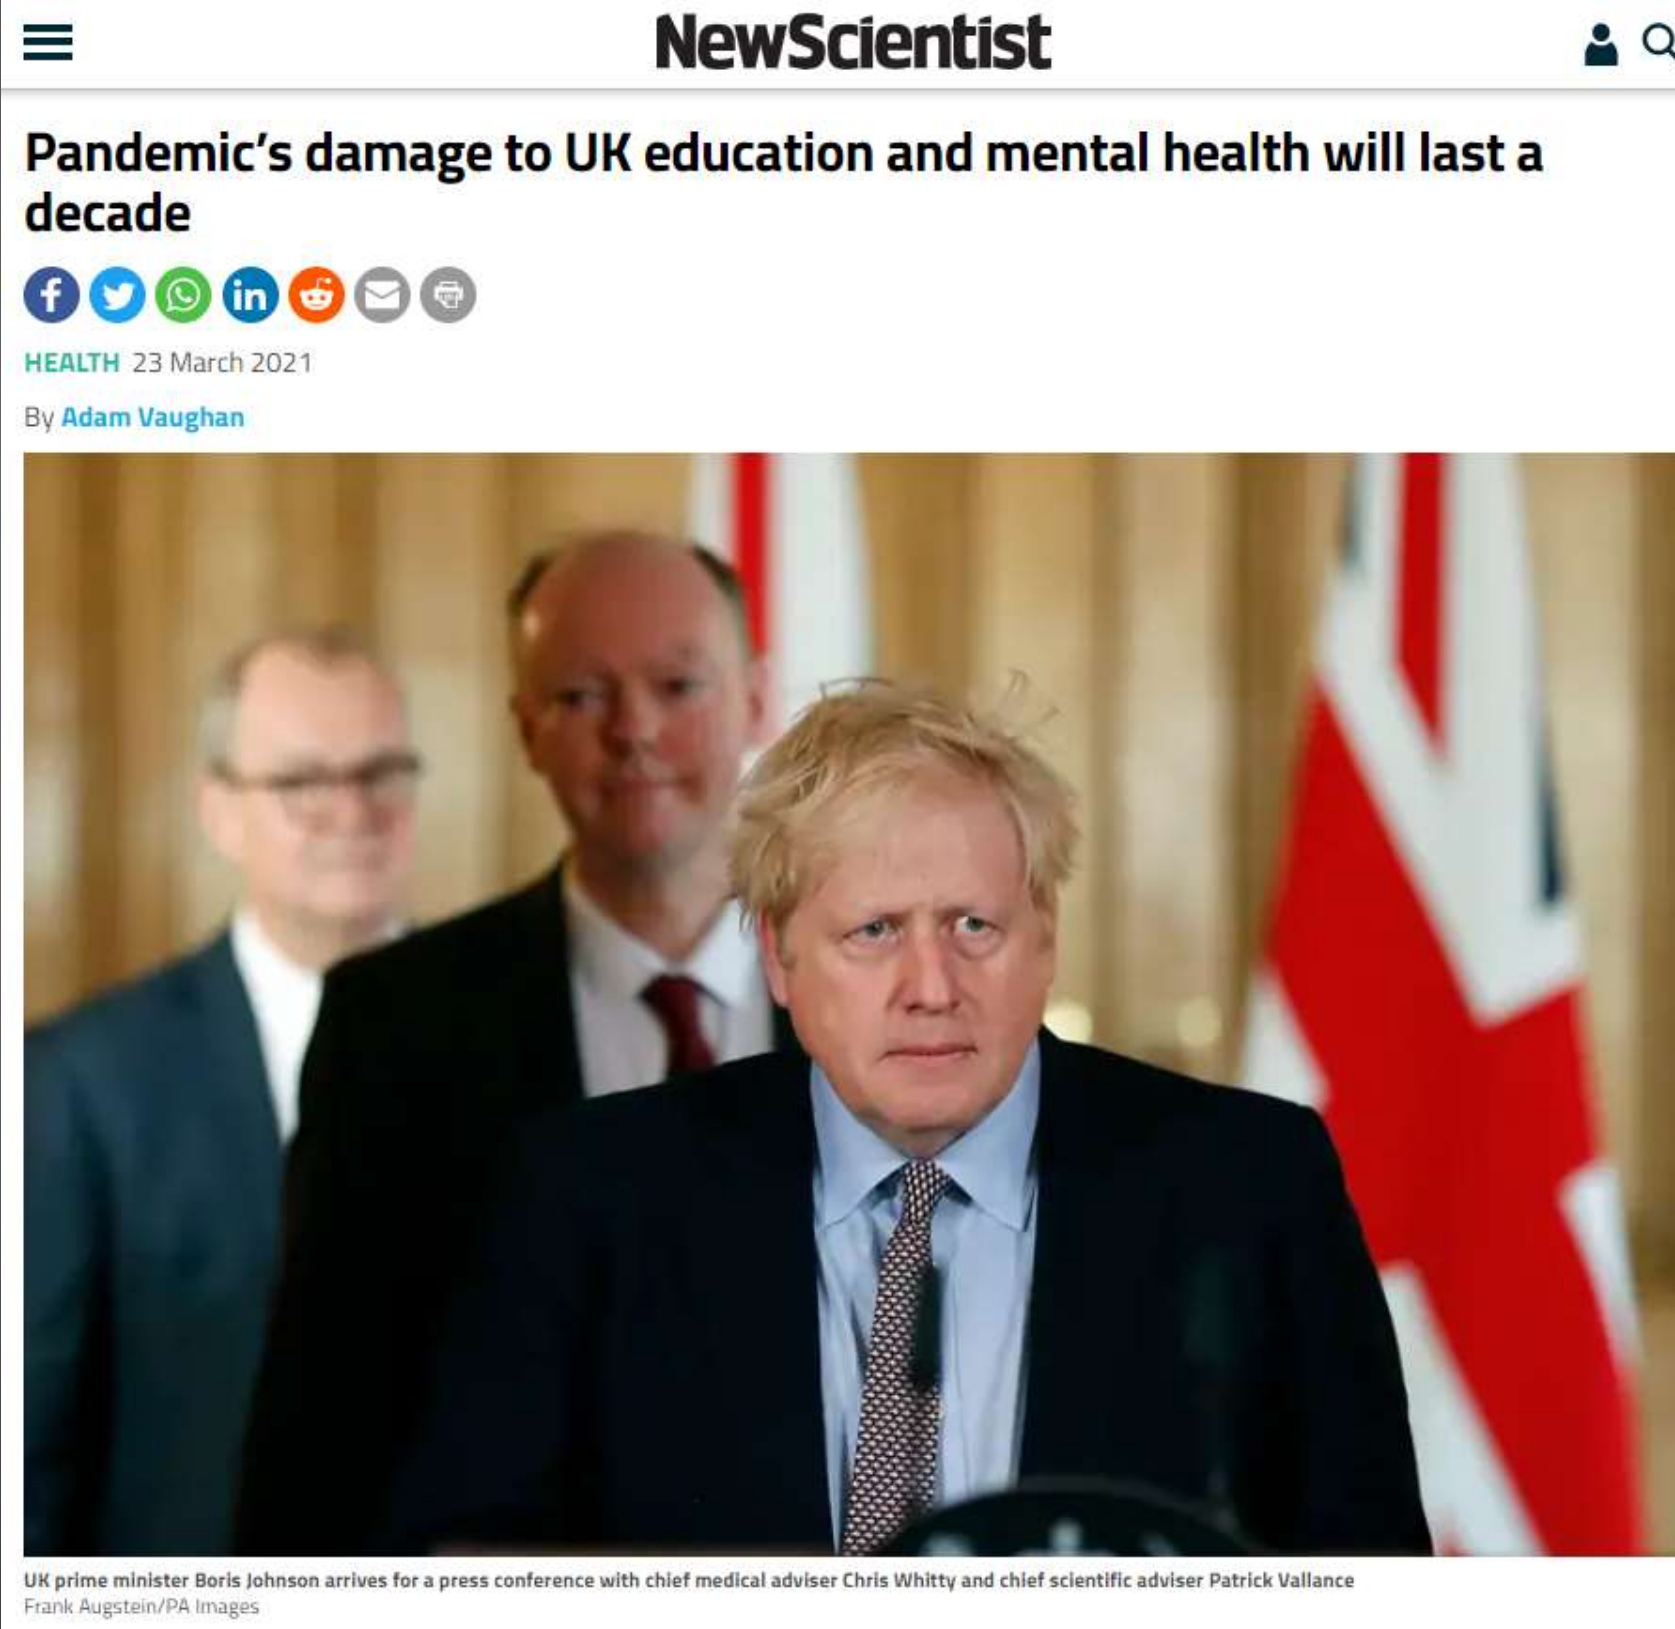 NewScientist
Pandemic's damage to UK education and mental health will last a
decade
HEALTH 23 March 2021
By Adam Vaughan
UK prime minister Boris Johnson arrives for a press conference with chief medical adviser Chris Whitty and chief scientific adviser Patrick Vallance
Frank Augstein/PA Images